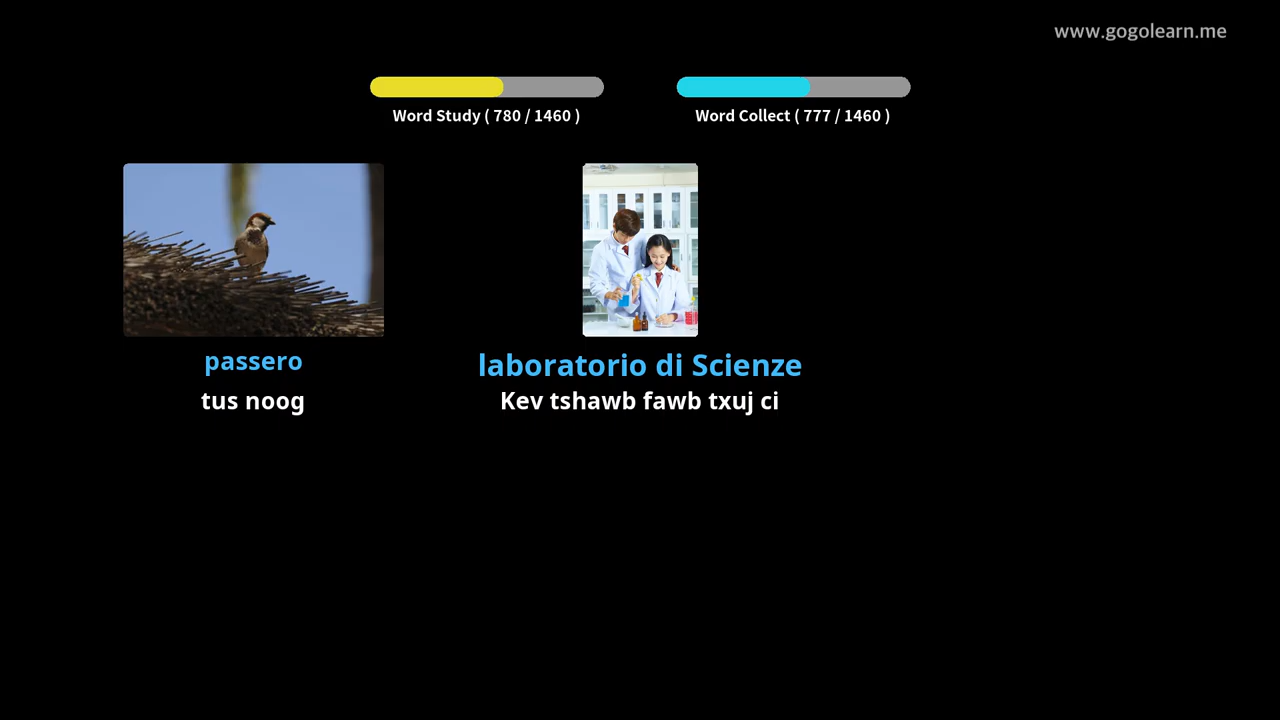 www.gogolearn.me
Word Study ( 780 / 1460 )
Word Collect ( 777 / 1460 )
passero
tus noog
laboratorio di Scienze
Kev tshawb fawb txuj ci